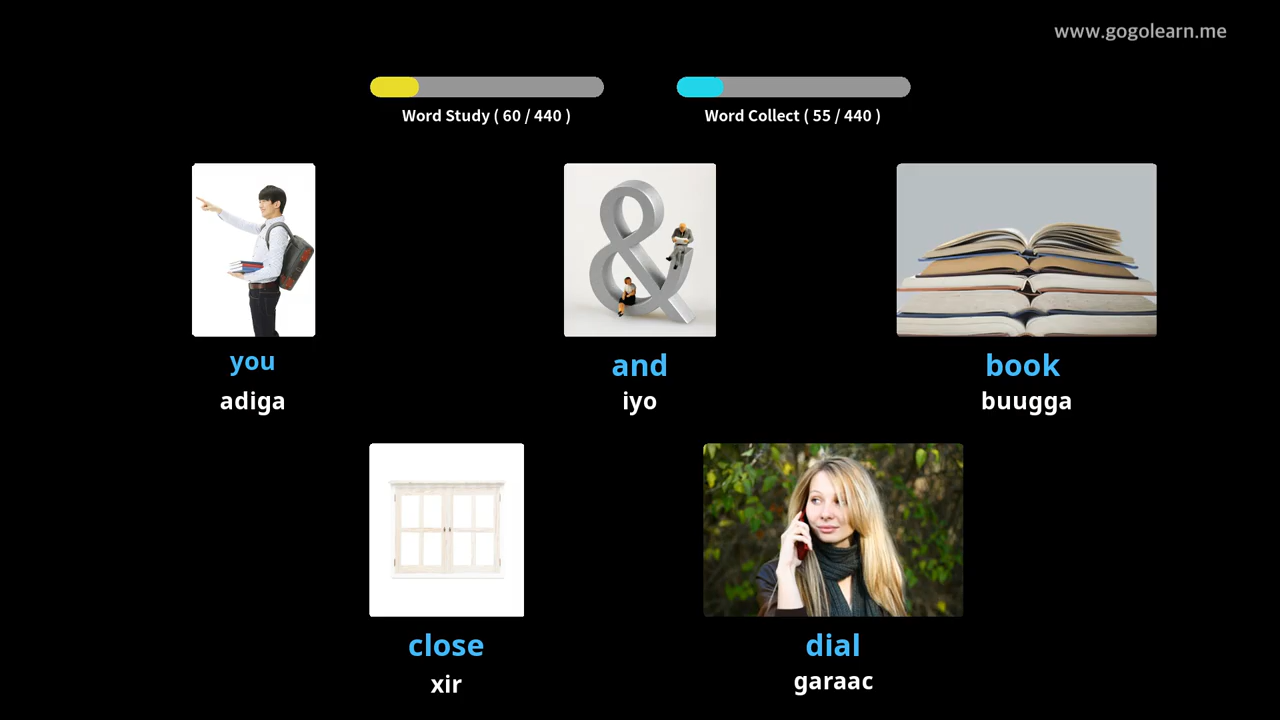 www.gogolearn.me
Word Study ( 60 / 440 )
Word Collect ( 55 / 440 )
you
adiga
and
iyo
book
buugga
close
xir
dial
garaac